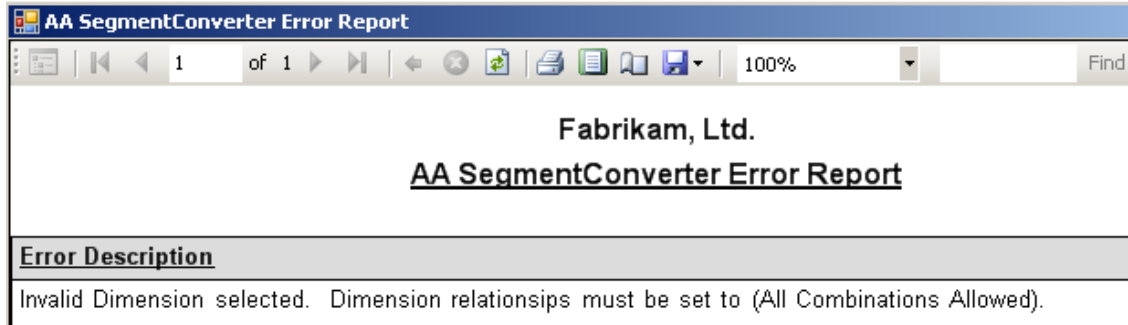 AA SegmentConverter Error Report
1 of 1 100% Find
Fabrikam, Ltd.
AA SegmentConverter Error Report
Error Description
Invalid Dimension selected. Dimension relationsips must be set to (All Combinations Allowed).